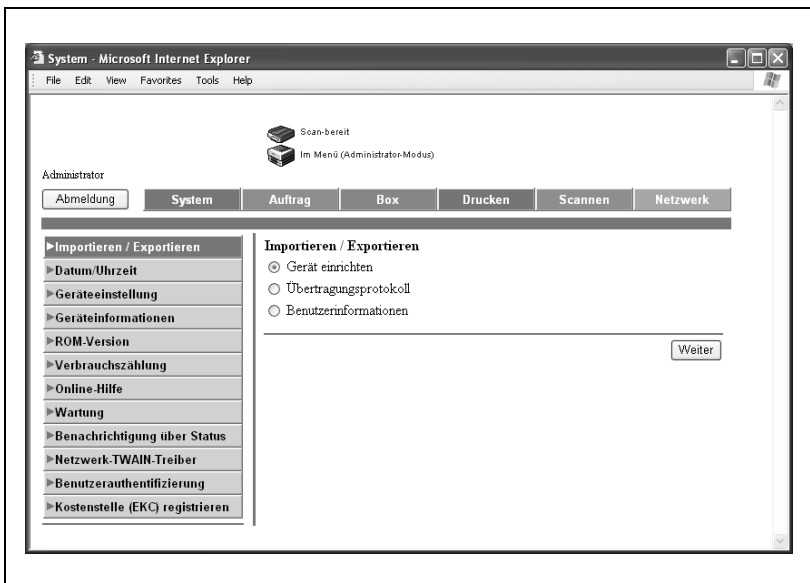 System - Microsoft Internet Explorer
File Edit View Favorites Tools Help
Scan-bereit
Im Menü (Administrator-Modus)
Administrator
Abmeldung System Auftrag Box Drucken Scannen Netzwerk
Importieren / Exportieren
Datum/Uhrzeit
Geräteeinstellung
Geräteinformationen
ROM-Version
Verbrauchszählung
Online-Hilfe
Wartung
Benachrichtigung über Status
Netzwerk-TWAIN-Treiber
Benutzerauthentifizierung
Kostenstelle (EKC) registrieren
Importieren / Exportieren
Gerät einrichten
Übertragungsprotokoll
Benutzerinformationen
Weiter